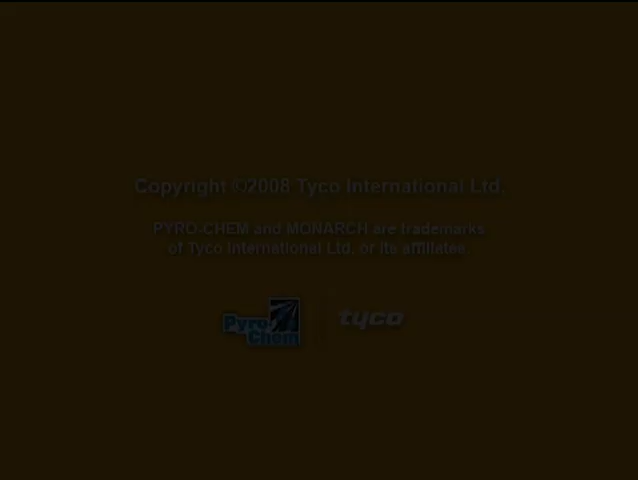 Copyright ©2008 Tyco International Ltd.
PYRO-CHEM and MONARCH are trademarks
of Tyco International Ltd. or its affiliates.
Pyro
Chem
tyco